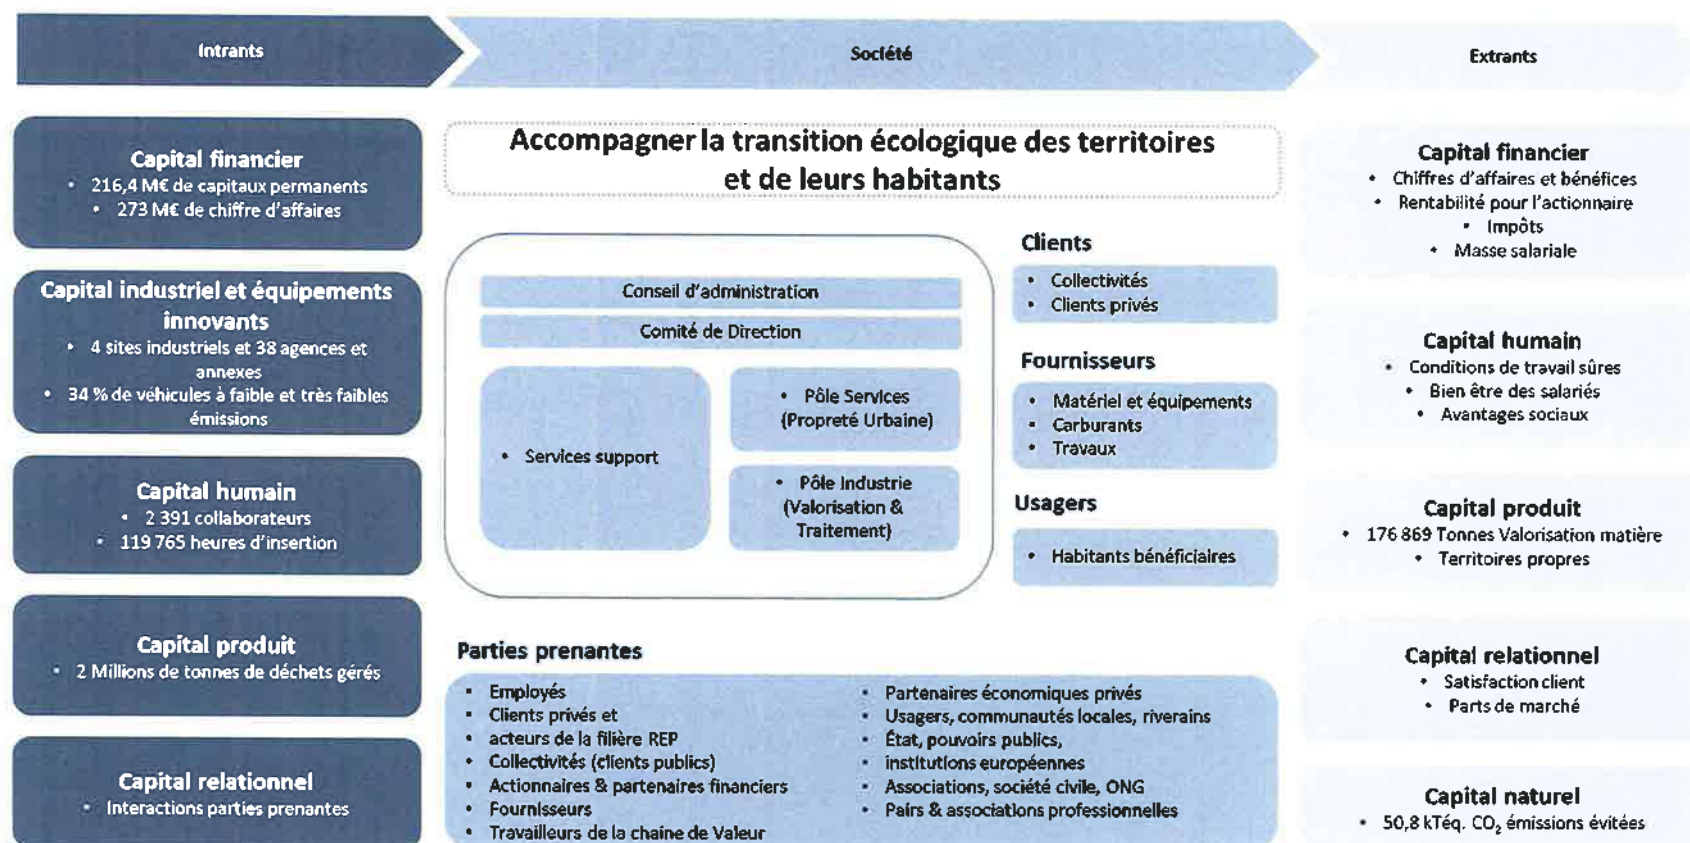 Intrants
Société
Extrants
Capital financier
• 216,4 M€ de capitaux permanents
• 273 M€ de chiffre d'affaires
Capital industriel et équipements
innovants
• 4 sites industriels et 38 agences et
annexes
• 34 % de véhicules à faible et très faibles
émissions
Capital humain
• 2 391 collaborateurs
• 119 765 heures d'insertion
Capital produit
• 2 Millions de tonnes de déchets gérés
Capital relationnel
• Interactions parties prenantes
Accompagner la transition écologique des territoires
et de leurs habitants
Conseil d'administration
Comité de Direction
• Services support
• Pôle Services
(Propreté Urbaine)
• Pôle Industrie
(Valorisation &
Traitement)
Clients
• Collectivités
• Clients privés
Fournisseurs
• Matériel et équipements
• Carburants
• Travaux
Usagers
• Habitants bénéficiaires
Parties prenantes
• Employés
• Clients privés et
• acteurs de la filière REP
• Collectivités (clients publics)
• Actionnaires & partenaires financiers
• Fournisseurs
• Travailleurs de la chaine de Valeur
• Partenaires économiques privés
• Usagers, communautés locales, riverains
• État, pouvoirs publics,
• institutions européennes
• Associations, société civile, ONG
• Pairs & associations professionnelles
Capital financier
• Chiffres d'affaires et bénéfices
• Rentabilité pour l'actionnaire
• Impôts
• Masse salariale
Capital humain
• Conditions de travail sûres
• Bien être des salariés
• Avantages sociaux
Capital produit
• 176 869 Tonnes Valorisation matière
• Territoires propres
Capital relationnel
• Satisfaction client
• Parts de marché
Capital naturel
• 50,8 kTéq. CO₂ émissions évitées